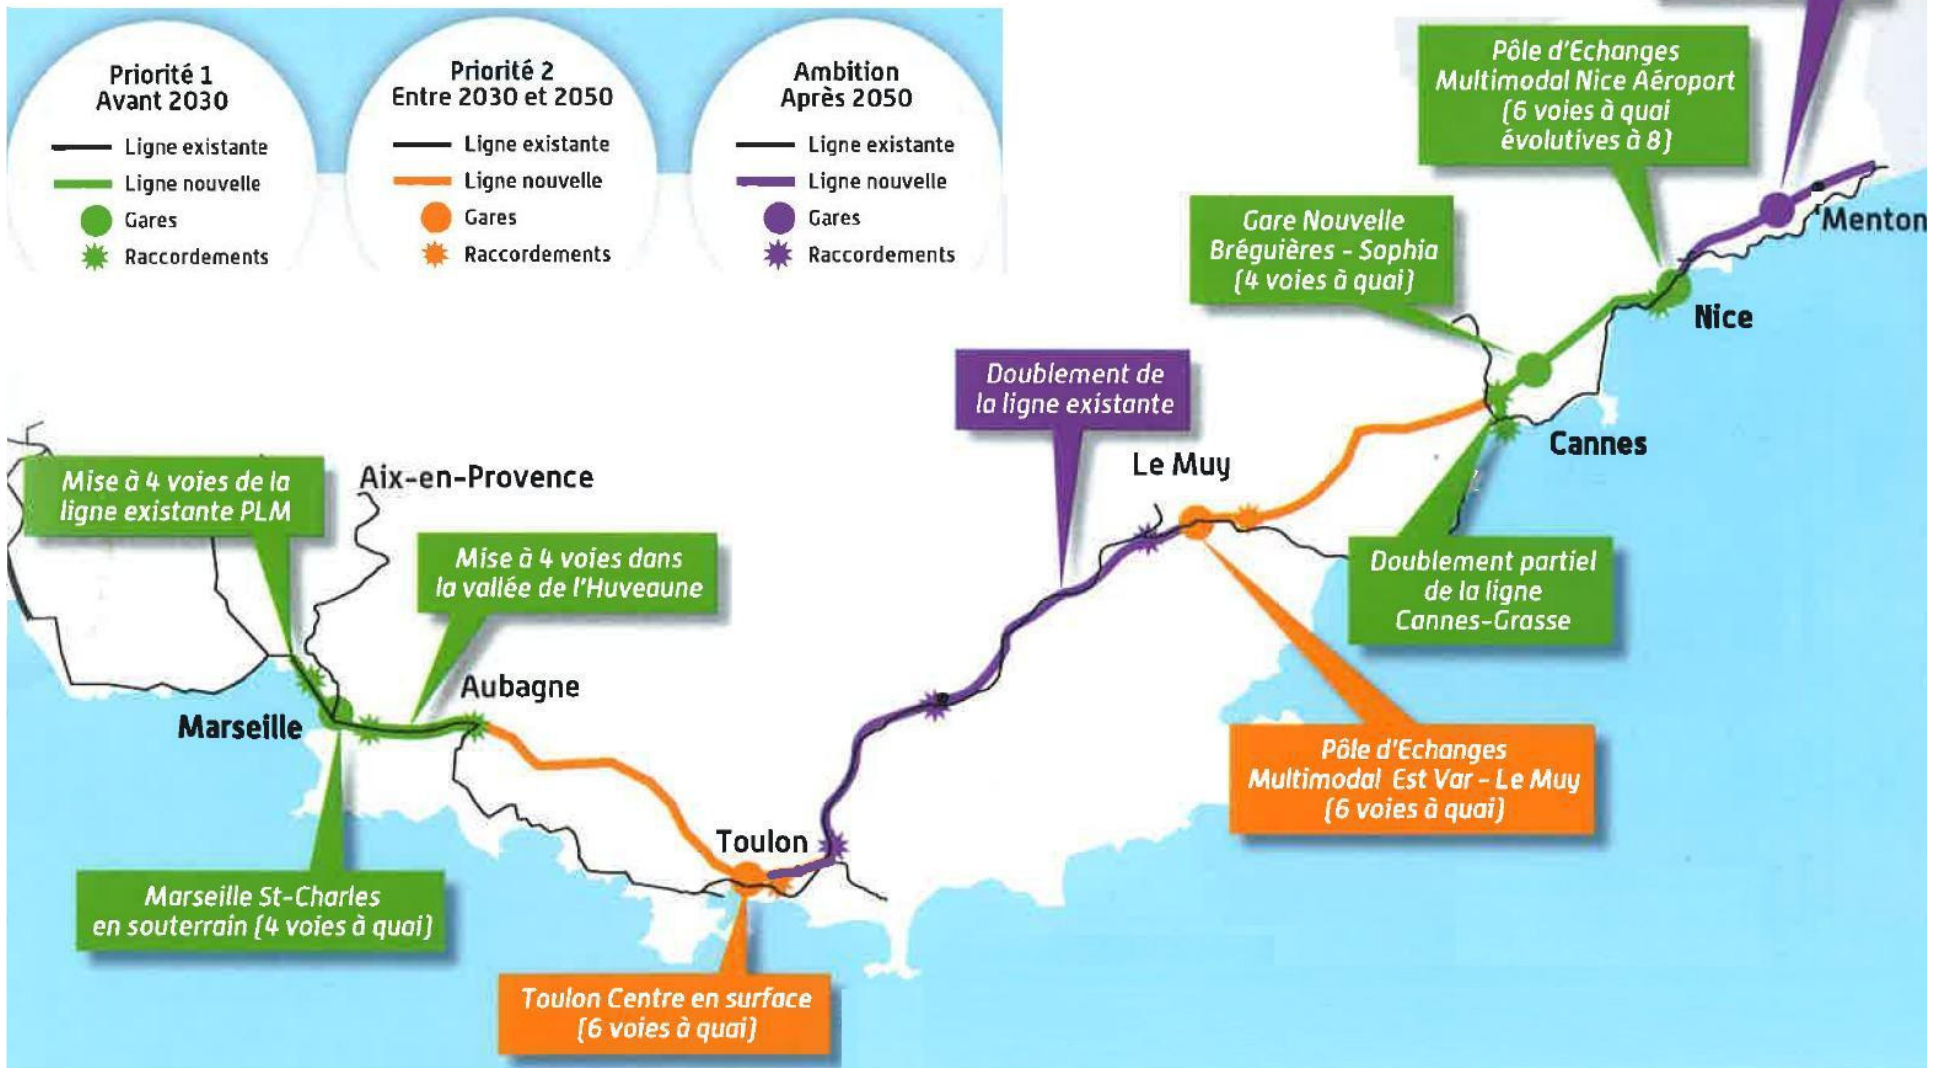 Priorité 1
Avant 2030
Ligne existante
Ligne nouvelle
Gares
Raccordements
Priorité 2
Entre 2030 et 2050
Ligne existante
Ligne nouvelle
Gares
Raccordements
Ambition
Après 2050
Ligne existante
Ligne nouvelle
Gares
Raccordements
Pôle d'Echanges
Multimodal Nice Aéroport
(6 voies à quai
évolutives à 8)
Gare Nouvelle
Bréguières - Sophia
(4 voies à quai)
Menton
Nice
Doublement de
la ligne existante
Cannes
Le Muy
Mise à 4 voies de la
ligne existante PLM
Aix-en-Provence
Mise à 4 voies dans
la vallée de l'Huveaune
Doublement partiel
de la ligne
Cannes-Grasse
Aubagne
Marseille
Pôle d'Echanges
Multimodal Est Var - Le Muy
(6 voies à quai)
Toulon
Marseille St-Charles
en souterrain (4 voies à quai)
Toulon Centre en surface
(6 voies à quai)